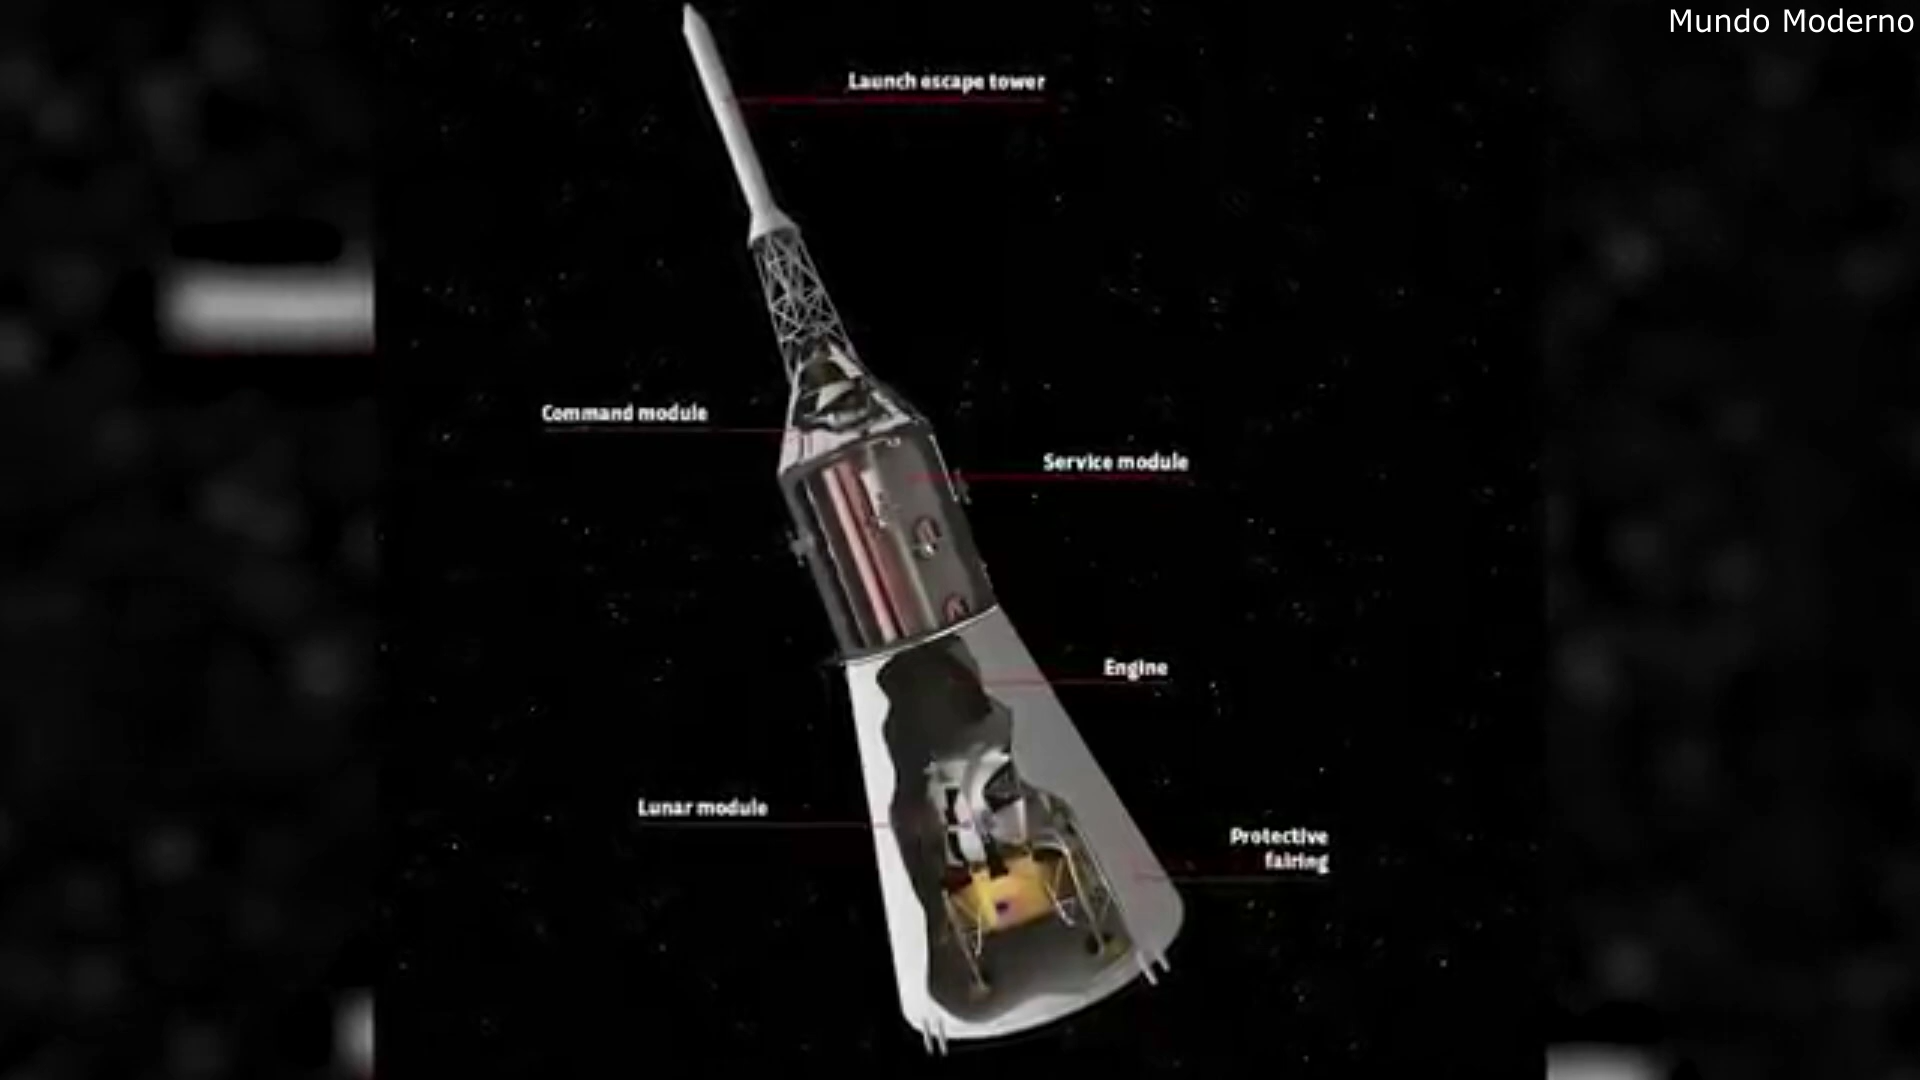 Mundo Moderno
Launch escape tower
Command module
Service module
Engine
Lunar module
Protective
fairing